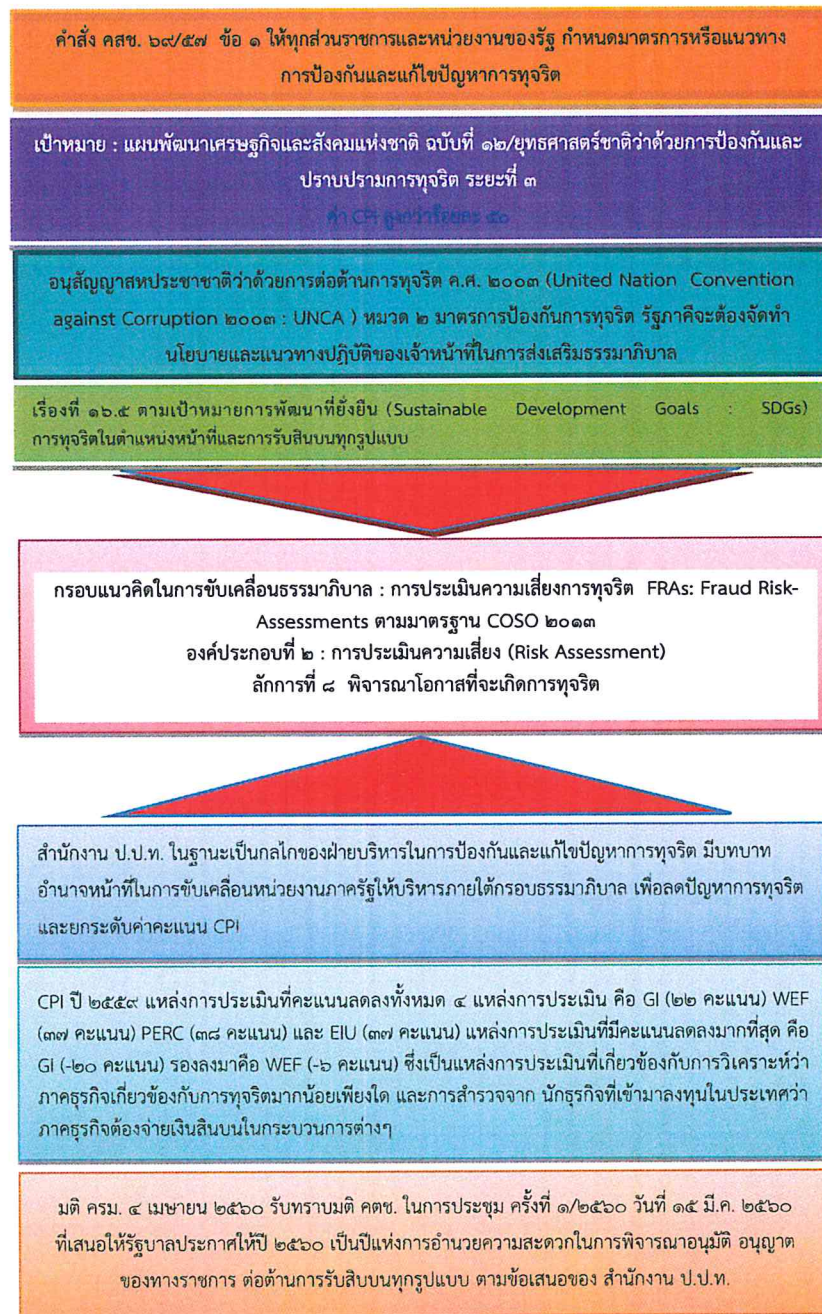 คำสั่ง คสช. ๖๙/๕๗ ข้อ ๑ ให้ทุกส่วนราชการและหน่วยงานของรัฐ กำหนดมาตรการหรือแนวทาง
การป้องกันและแก้ไขปัญหาการทุจริต
เป้าหมาย : แผนพัฒนาเศรษฐกิจและสังคมแห่งชาติ ฉบับที่ ๑๒/ยุทธศาสตร์ชาติว่าด้วยการป้องกันและ
ปราบปรามการทุจริต ระยะที่ ๓
ค่า CPI สูงกว่าร้อยละ ๕๐
อนุสัญญาสหประชาชาติว่าด้วยการต่อต้านการทุจริต ค.ศ. ๒๐๐๓ (United Nation Convention
against Corruption ๒๐๐๓ : UNCA ) หมวด ๒ มาตรการป้องกันการทุจริต รัฐภาคีจะต้องจัดทำ
นโยบายและแนวทางปฏิบัติของเจ้าหน้าที่ในการส่งเสริมธรรมาภิบาล
เรื่องที่ ๑๖.๕ ตามเป้าหมายการพัฒนาที่ยั่งยืน (Sustainable Development Goals : SDGs)
การทุจริตในตำแหน่งหน้าที่และการรับสินบนทุกรูปแบบ
กรอบแนวคิดในการขับเคลื่อนธรรมาภิบาล : การประเมินความเสี่ยงการทุจริต FRAs: Fraud Risk-
Assessments ตามมาตรฐาน COSO ๒๐๑๓
องค์ประกอบที่ ๒ : การประเมินความเสี่ยง (Risk Assessment)
ลักการที่ ๘ พิจารณาโอกาสที่จะเกิดการทุจริต
สำนักงาน ป.ป.ท. ในฐานะเป็นกลไกของฝ่ายบริหารในการป้องกันและแก้ไขปัญหาการทุจริต มีบทบาท
อำนาจหน้าที่ในการขับเคลื่อนหน่วยงานภาครัฐให้บริหารภายใต้กรอบธรรมาภิบาล เพื่อลดปัญหาการทุจริต
และยกระดับค่าคะแนน CPI
CPI ปี ๒๕๕๙ แหล่งการประเมินที่คะแนนลดลงทั้งหมด ๔ แหล่งการประเมิน คือ GI (๒๒ คะแนน) WEF
(๓๗ คะแนน) PERC (๓๘ คะแนน) และ EIU (๓๗ คะแนน) แหล่งการประเมินที่มีคะแนนลดลงมากที่สุด คือ
GI (-๒๐ คะแนน) รองลงมาคือ WEF (-๖ คะแนน) ซึ่งเป็นแหล่งการประเมินที่เกี่ยวข้องกับการวิเคราะห์ว่า
ภาคธุรกิจเกี่ยวข้องกับการทุจริตมากน้อยเพียงใด และการสำรวจจาก นักธุรกิจที่เข้ามาลงทุนในประเทศว่า
ภาคธุรกิจต้องจ่ายเงินสินบนในกระบวนการต่างๆ
มติ ครม. ๔ เมษายน ๒๕๖๐ รับทราบมติ คตช. ในการประชุม ครั้งที่ ๑/๒๕๖๐ วันที่ ๑๕ มี.ค. ๒๕๖๐
ที่เสนอให้รัฐบาลประกาศให้ปี ๒๕๖๐ เป็นปีแห่งการอำนวยความสะดวกในการพิจารณาอนุมัติ อนุญาต
ของทางราชการ ต่อต้านการรับสิบบนทุกรูปแบบ ตามข้อเสนอของ สำนักงาน ป.ป.ท.